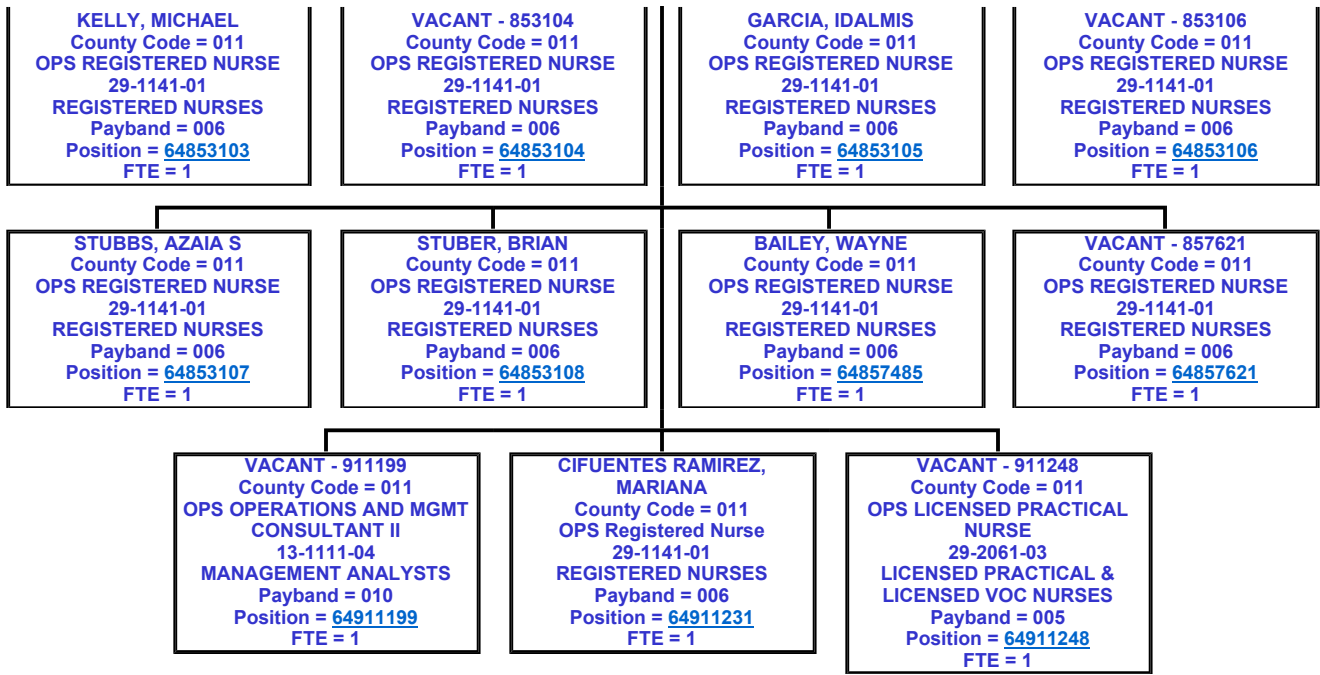 KELLY, MICHAEL
County Code = 011
OPS REGISTERED NURSE
29-1141-01
REGISTERED NURSES
Payband = 006
Position = 64853103
FTE = 1
VACANT - 853104
County Code = 011
OPS REGISTERED NURSE
29-1141-01
REGISTERED NURSES
Payband = 006
Position = 64853104
FTE = 1
GARCIA, IDALMIS
County Code = 011
OPS REGISTERED NURSE
29-1141-01
REGISTERED NURSES
Payband = 006
Position = 64853105
FTE = 1
VACANT - 853106
County Code = 011
OPS REGISTERED NURSE
29-1141-01
REGISTERED NURSES
Payband = 006
Position = 64853106
FTE = 1
STUBBS, AZAIA S
County Code = 011
OPS REGISTERED NURSE
29-1141-01
REGISTERED NURSES
Payband = 006
Position = 64853107
FTE = 1
STUBER, BRIAN
County Code = 011
OPS REGISTERED NURSE
29-1141-01
REGISTERED NURSES
Payband = 006
Position = 64853108
FTE = 1
BAILEY, WAYNE
County Code = 011
OPS REGISTERED NURSE
29-1141-01
REGISTERED NURSES
Payband = 006
Position = 64857485
FTE = 1
VACANT - 857621
County Code = 011
OPS REGISTERED NURSE
29-1141-01
REGISTERED NURSES
Payband = 006
Position = 64857621
FTE = 1
VACANT - 911199
County Code = 011
OPS OPERATIONS AND MGMT
CONSULTANT II
13-1111-04
MANAGEMENT ANALYSTS
Payband = 010
Position = 64911199
FTE = 1
CIFUENTES RAMIREZ,
MARIANA
County Code = 011
OPS Registered Nurse
29-1141-01
REGISTERED NURSES
Payband = 006
Position = 64911231
FTE = 1
VACANT - 911248
County Code = 011
OPS LICENSED PRACTICAL
NURSE
29-2061-03
LICENSED PRACTICAL &
LICENSED VOC NURSES
Payband = 005
Position = 64911248
FTE = 1